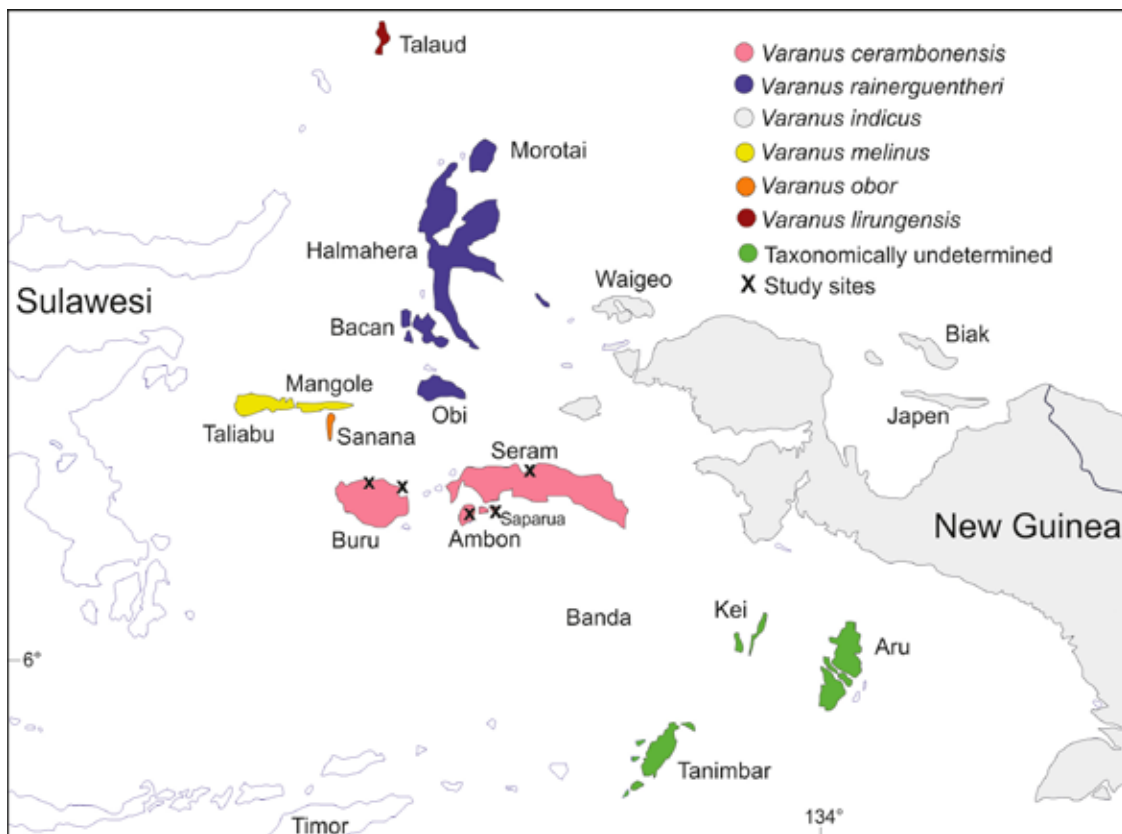 Talaud
Varanus cerambonensis
Varanus rainerguentheri
Varanus indicus
Varanus melinus
Varanus obor
Varanus lirungensis
Taxonomically undetermined
X Study sites
Morotai
Halmahera
Waigeo
Sulawesi
Bacan
Biak
Mangole
Obi
Japen
Taliabu
Sanana
Seram
X
X
X
X
X
Saparua
Buru
Ambon
New Guinea
Banda
Kei
Aru
6°
Tanimbar
134°
Timor